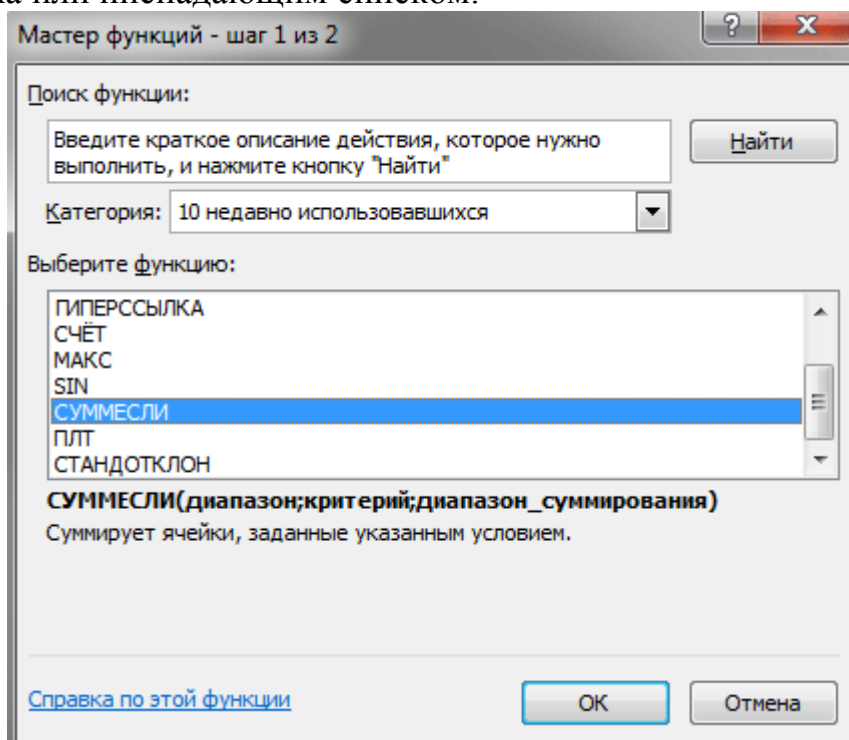 ниспадающим списком.
Мастер функций - шаг 1 из 2
Поиск функции:
Введите краткое описание действия, которое нужно
выполнить, и нажмите кнопку "Найти"
Найти
Категория: 10 недавно использовавшихся
Выберите функцию:
ГИПЕРССЫЛКА
СЧЁТ
МАКС
SIN
СУММЕСЛИ
ПЛТ
СТАНДОТКЛОН
СУММЕСЛИ(диапазон;критерий;диапазон_суммирования)
Суммирует ячейки, заданные указанным условием.
Справка по этой функции
ОК
Отмена